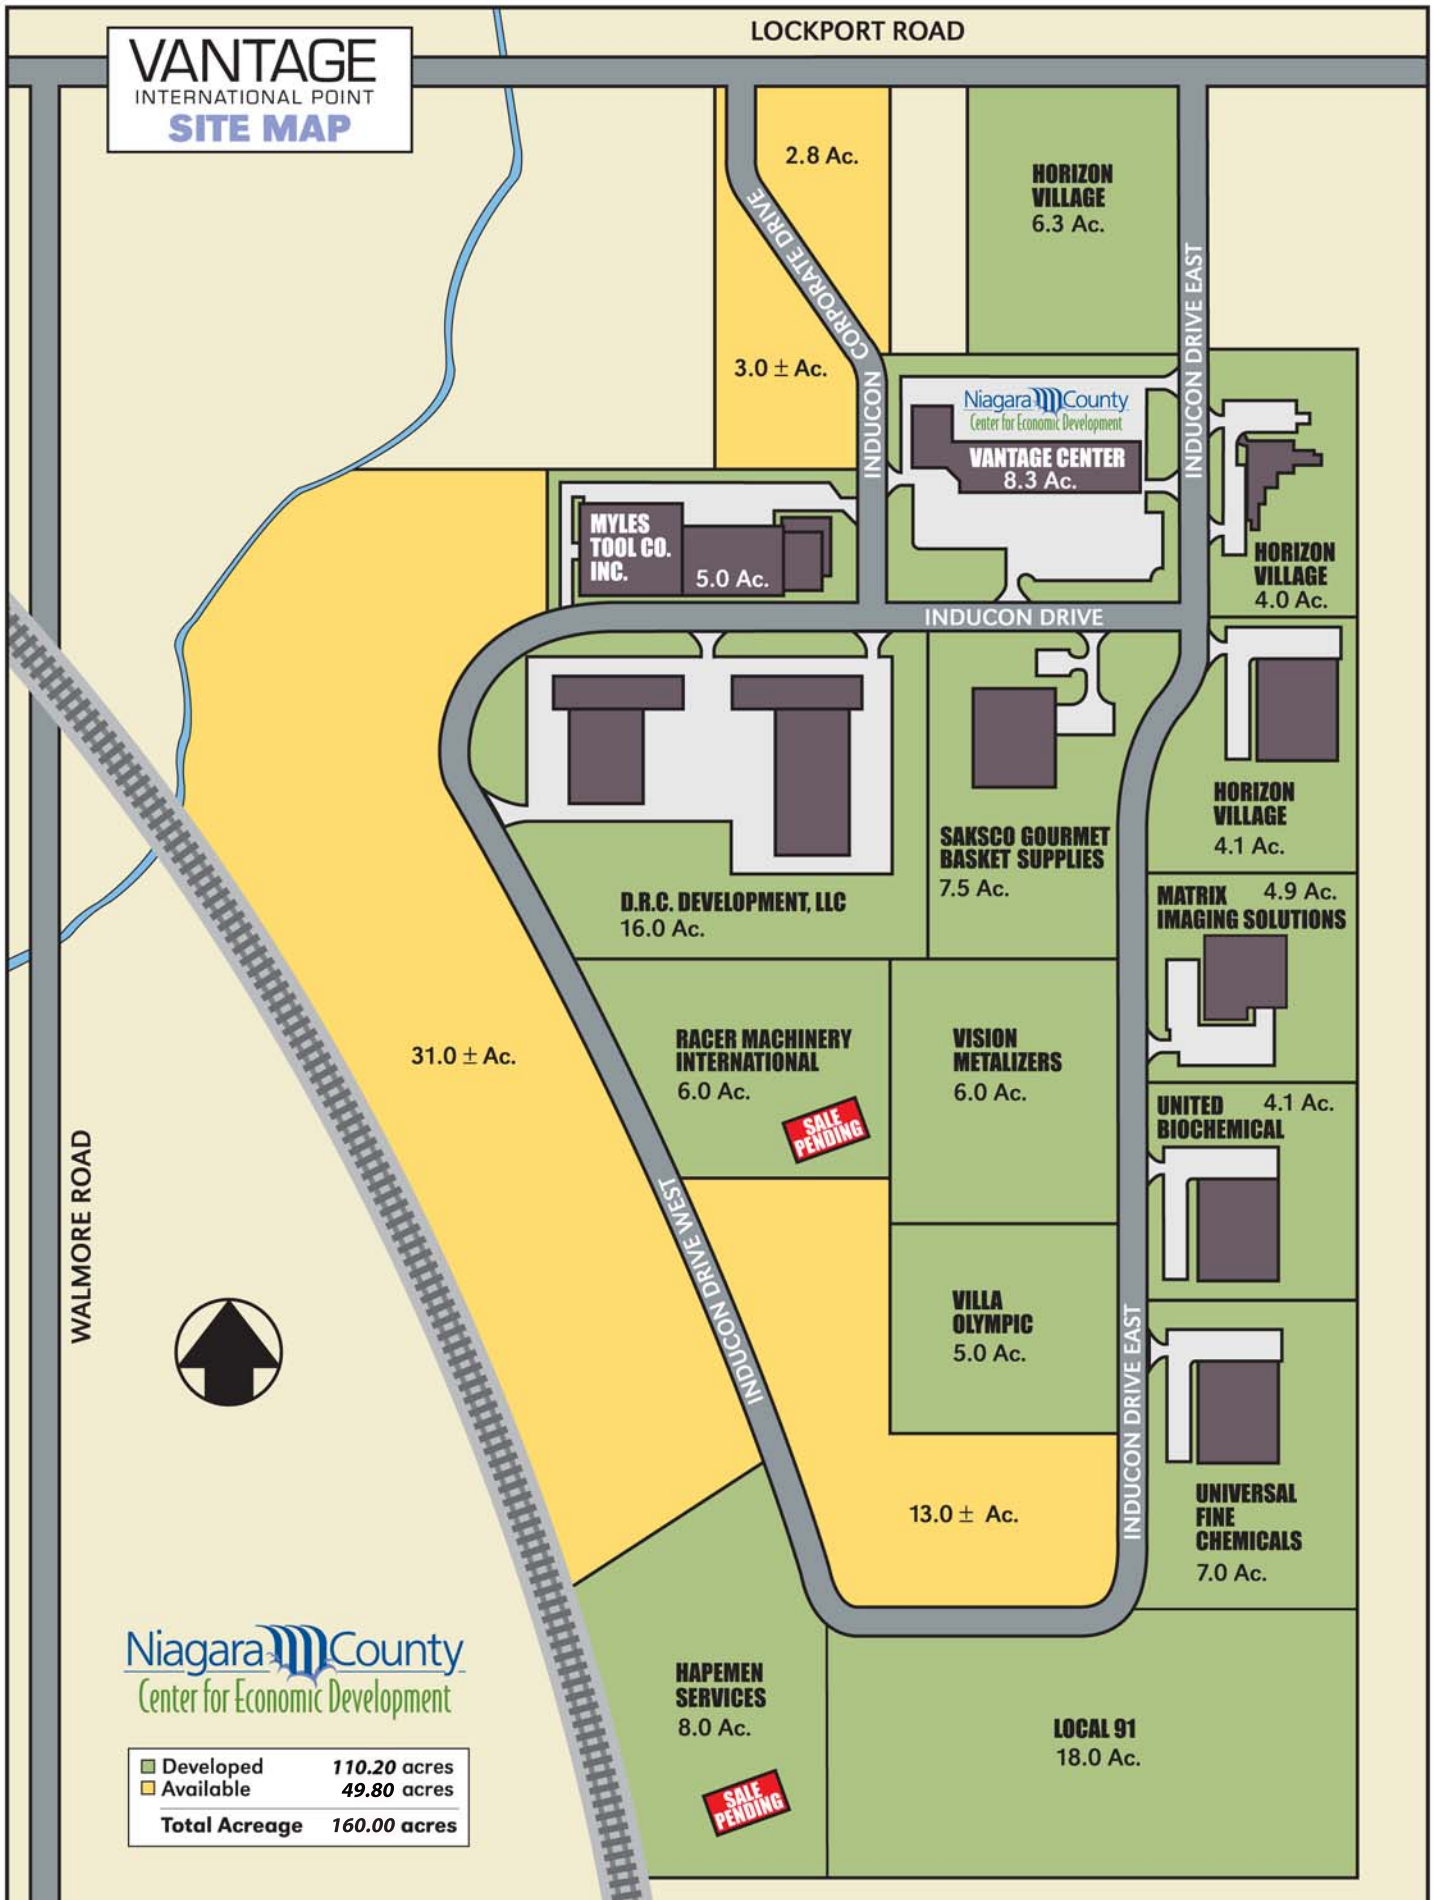 LOCKPORT ROAD
VANTAGE
INTERNATIONAL POINT
SITE MAP
2.8 Ac.
HORIZON
VILLAGE
6.3 Ac.
INDUCON CORPORATE DRIVE
INDUCON DRIVE EAST
3.0 ± Ac.
Niagara County
Center for Economic Development
VANTAGE CENTER
8.3 Ac.
MYLES
TOOL CO.
INC.
5.0 Ac.
HORIZON
VILLAGE
4.0 Ac.
INDUCON DRIVE
HORIZON
VILLAGE
4.1 Ac.
SAKSCO GOURMET
BASKET SUPPLIES
7.5 Ac.
D.R.C. DEVELOPMENT, LLC
16.0 Ac.
MATRIX 4.9 Ac.
IMAGING SOLUTIONS
31.0 ± Ac.
RACER MACHINERY
INTERNATIONAL
6.0 Ac.
SALE
PENDING
VISION
METALIZERS
6.0 Ac.
UNITED 4.1 Ac.
BIOCHEMICAL
WALMORE ROAD
INDUCON DRIVE WEST
VILLA
OLYMPIC
5.0 Ac.
INDUCON DRIVE EAST
13.0 ± Ac.
UNIVERSAL
FINE
CHEMICALS
7.0 Ac.
Niagara County
Center for Economic Development
HAPEMEN
SERVICES
8.0 Ac.
SALE
PENDING
LOCAL 91
18.0 Ac.
Developed 110.20 acres
Available 49.80 acres
Total Acreage 160.00 acres